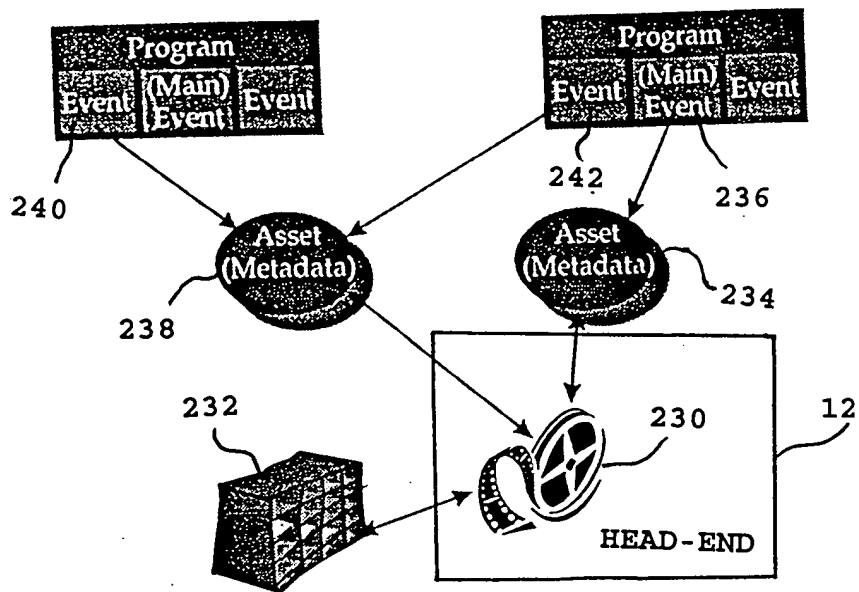 Program
Event
(Main)
Event
Event
Program
Event
(Main)
Event
Event
240
242
236
Asset
(Metadata)
Asset
(Metadata)
238
234
232
230
12
HEAD-END